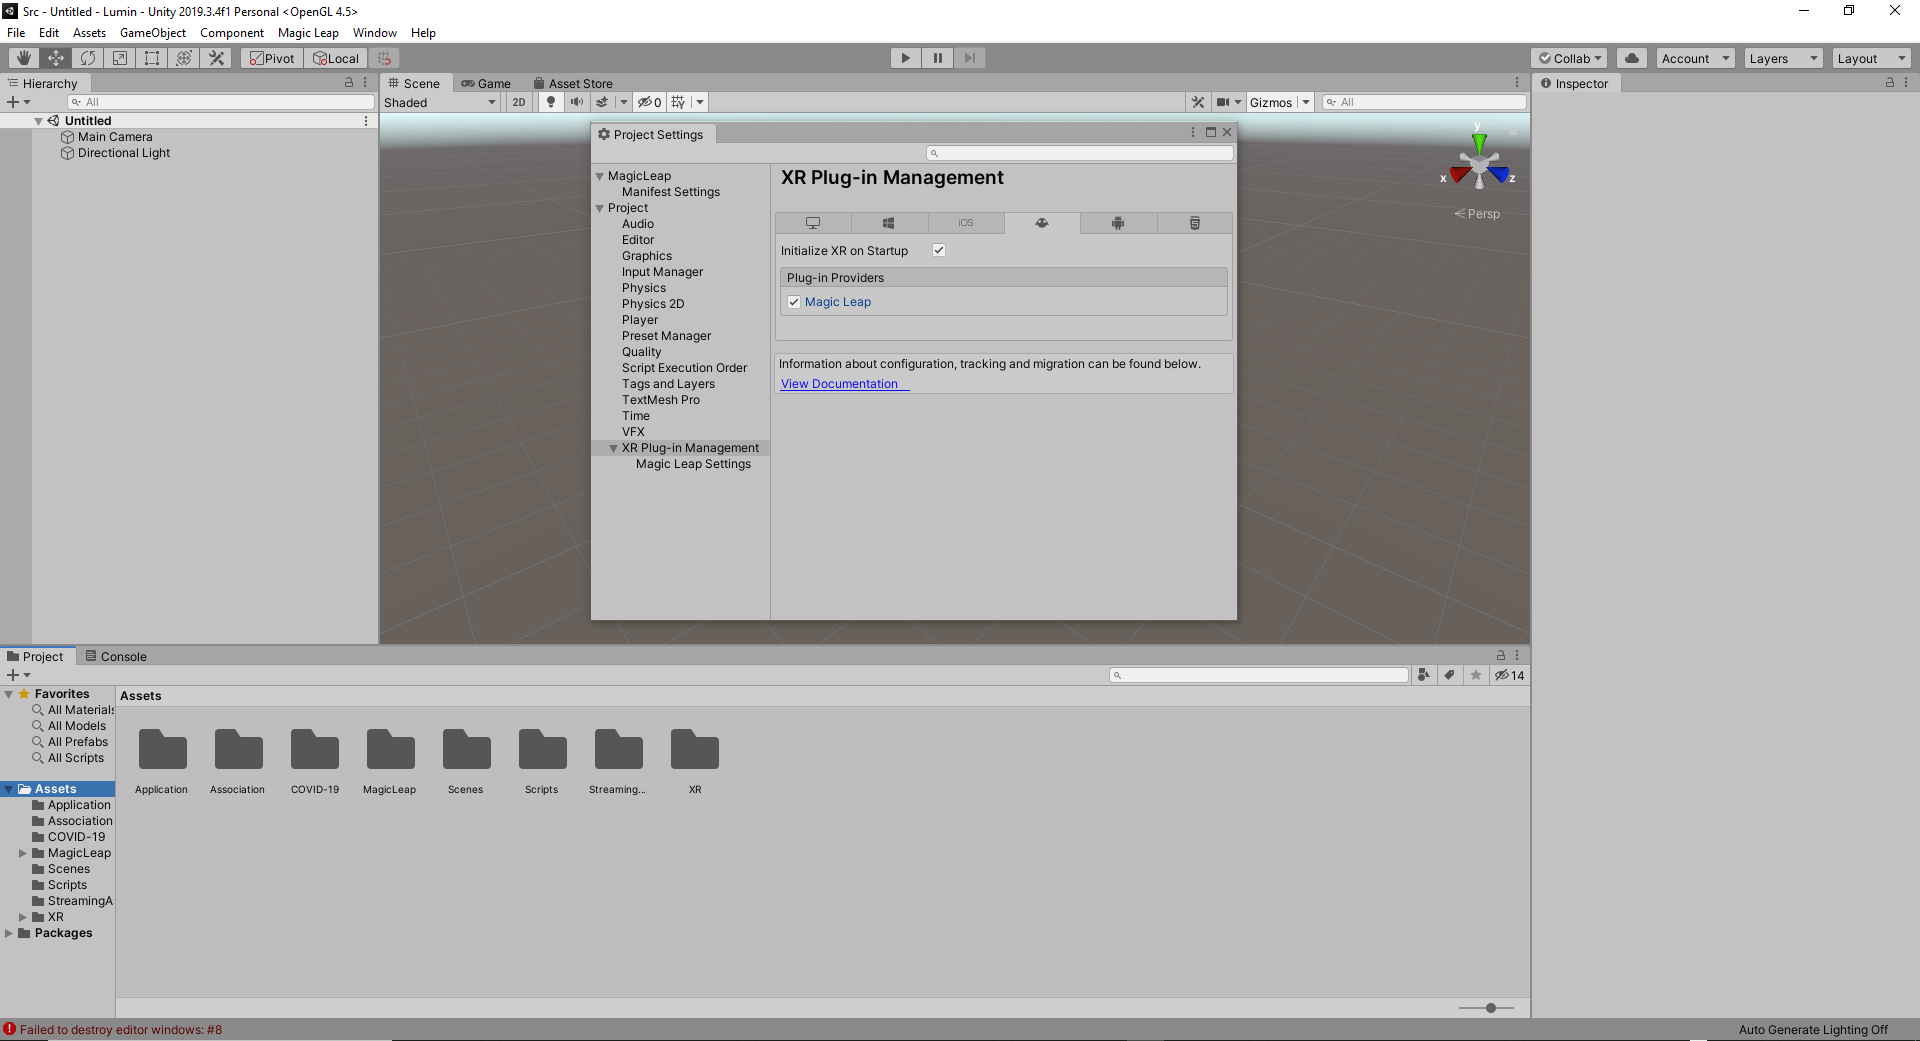 Src - Untitled - Lumin - Unity 2019.3.4f1 Personal <OpenGL 4.5>
File Edit Assets GameObject Component Magic Leap Window Help
Pivot Local Collab Account Layers Layout
Hierarchy
All
Untitled
Main Camera
Directional Light
Scene Game Asset Store
Shaded 2D 0 Gizmos All
y
x z
Persp
Inspector
Project Settings
MagicLeap
Manifest Settings
Project
Audio
Editor
Graphics
Input Manager
Physics
Physics 2D
Player
Preset Manager
Quality
Script Execution Order
Tags and Layers
TextMesh Pro
Time
VFX
XR Plug-in Management
Magic Leap Settings
XR Plug-in Management
iOS
Initialize XR on Startup
Plug-in Providers
Magic Leap
Information about configuration, tracking and migration can be found below.
View Documentation
Project Console
14
Favorites
All Materials
All Models
All Prefabs
All Scripts
Assets
Application
Association
COVID-19
MagicLeap
Scenes
Scripts
StreamingA
XR
Packages
Assets
Application Association COVID-19 MagicLeap Scenes Scripts Streaming... XR
Failed to destroy editor windows: #8
Auto Generate Lighting Off